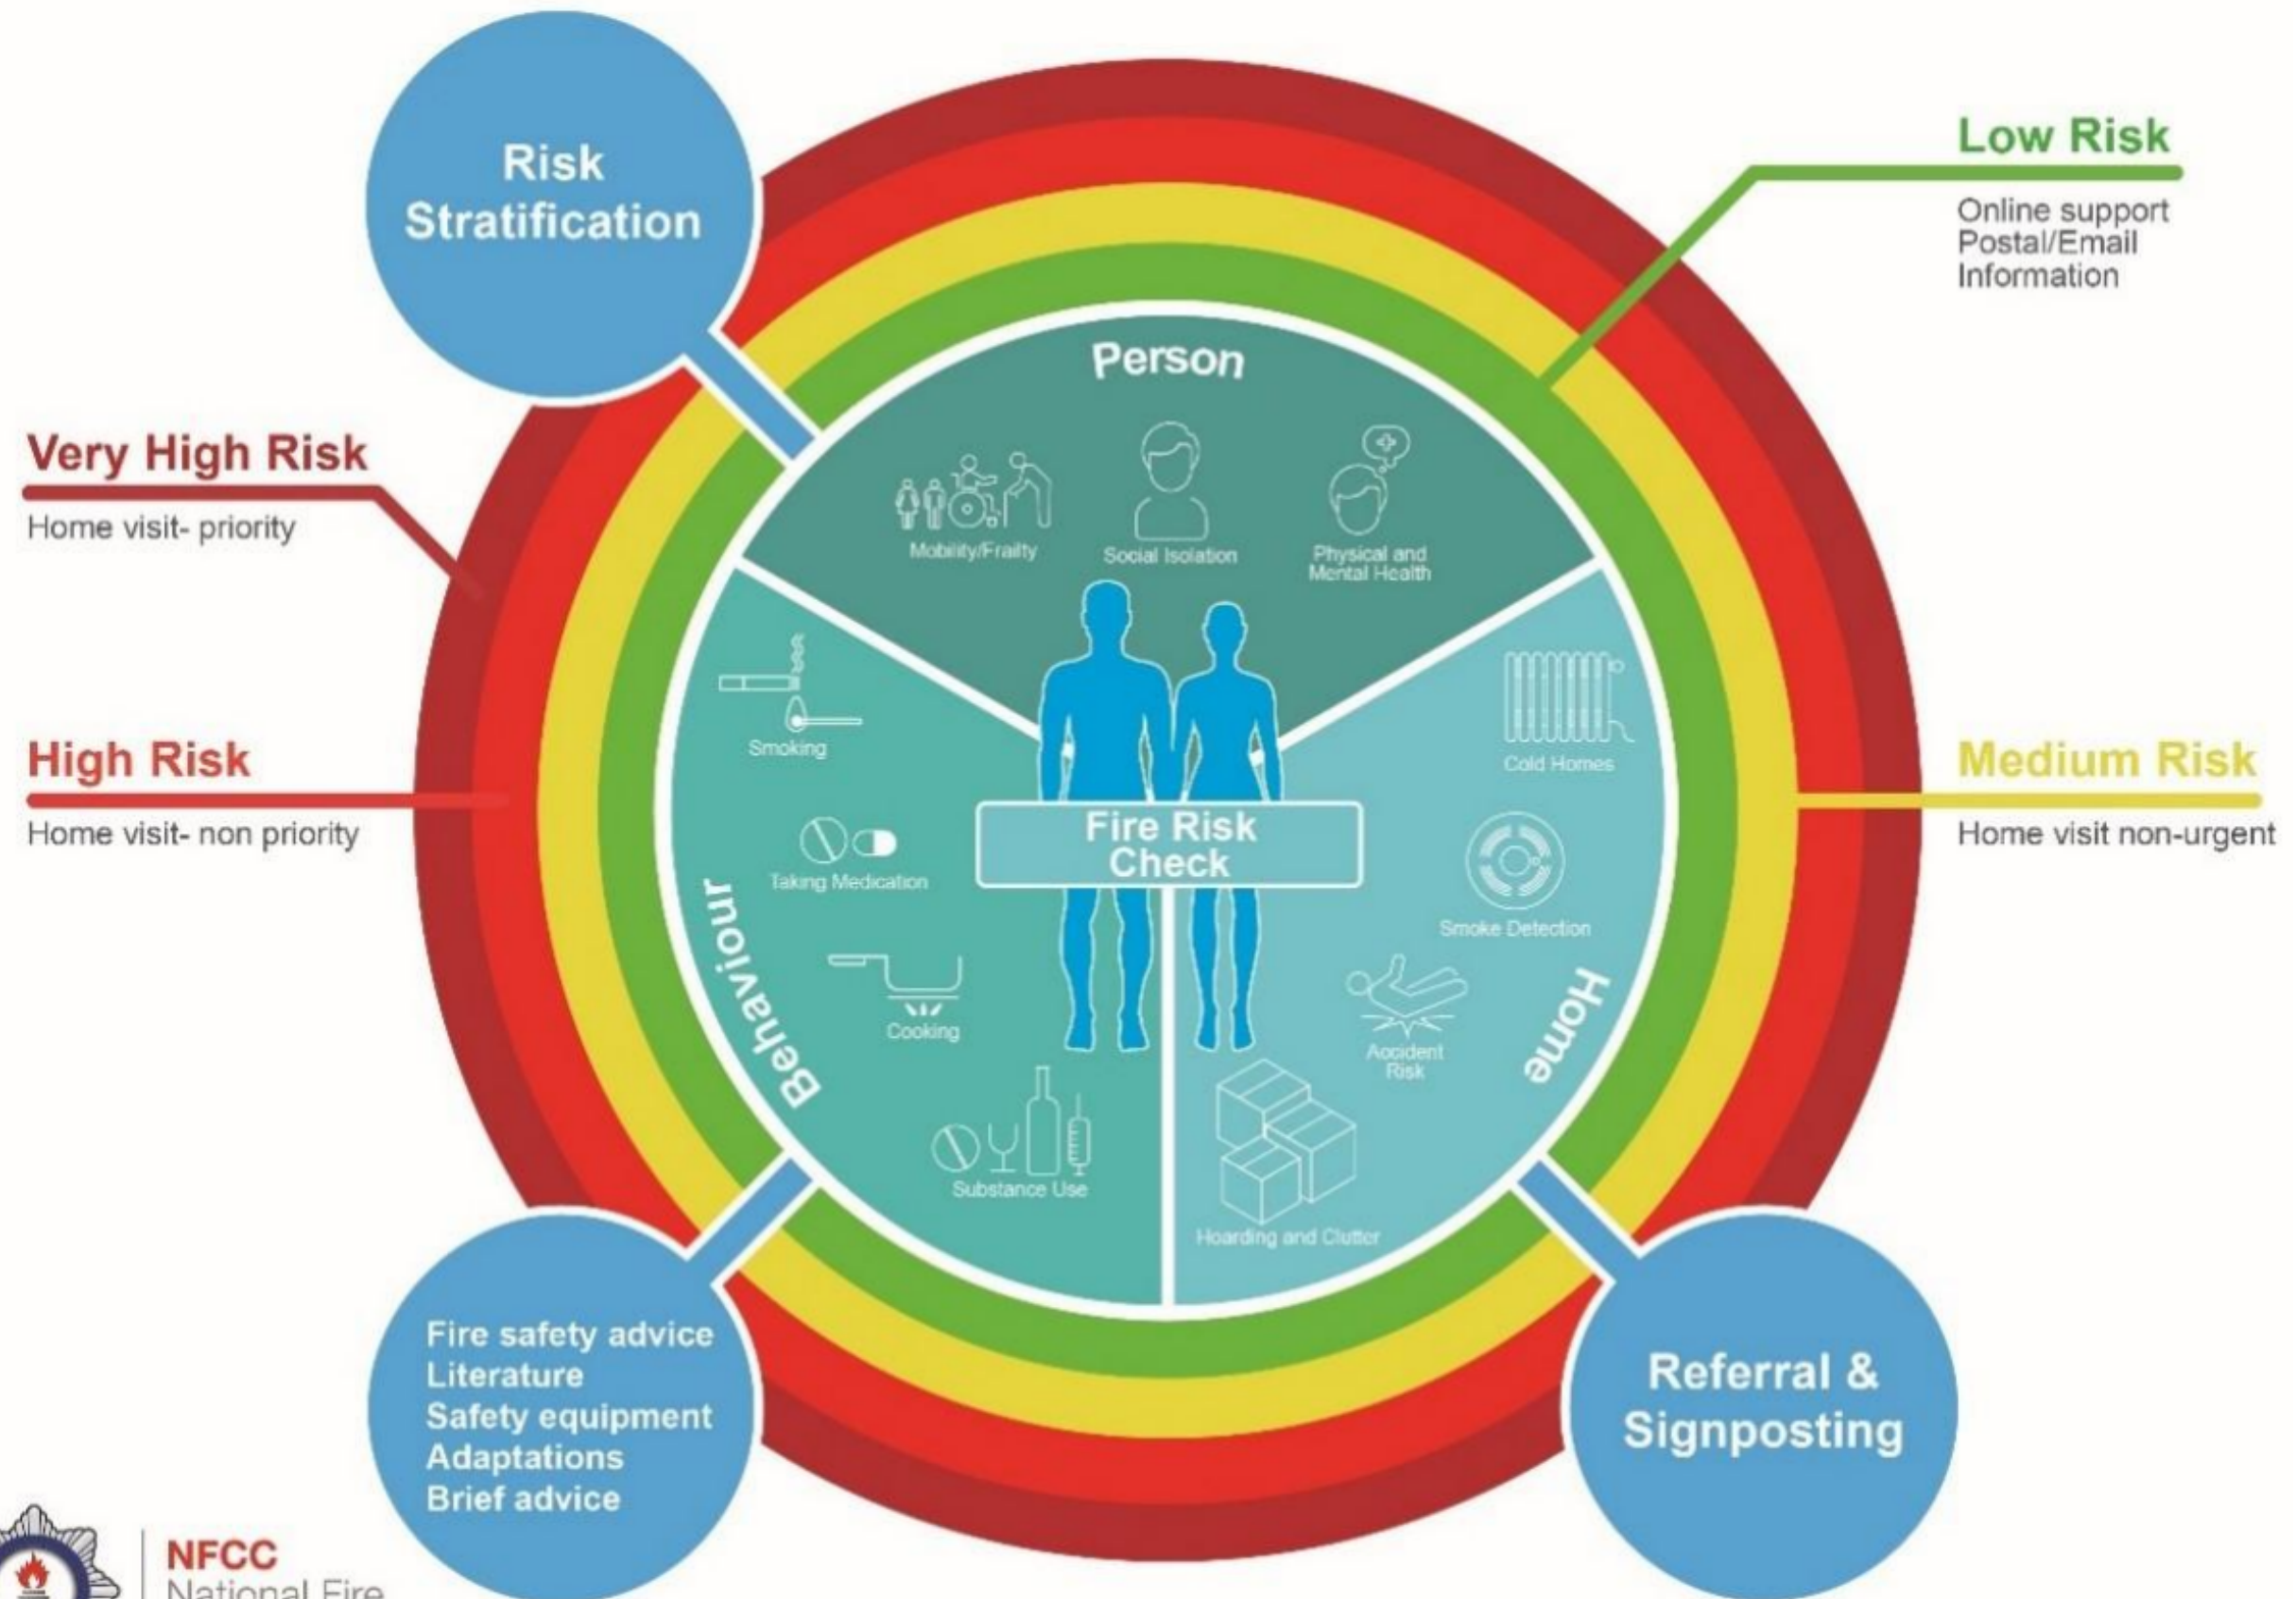 Risk
Stratification
Low Risk
Online support
Postal/Email
Information
Very High Risk
Home visit- priority
High Risk
Home visit- non priority
Medium Risk
Home visit non-urgent
Person
Mobility/Frailty
Social Isolation
Physical and
Mental Health
Smoking
Taking Medication
Cooking
Substance Use
Behaviour
Fire Risk
Check
Cold Homes
Smoke Detection
Accident
Risk
Hoarding and Clutter
Home
Fire safety advice
Literature
Safety equipment
Adaptations
Brief advice
Referral &
Signposting
NFCC
National Fire